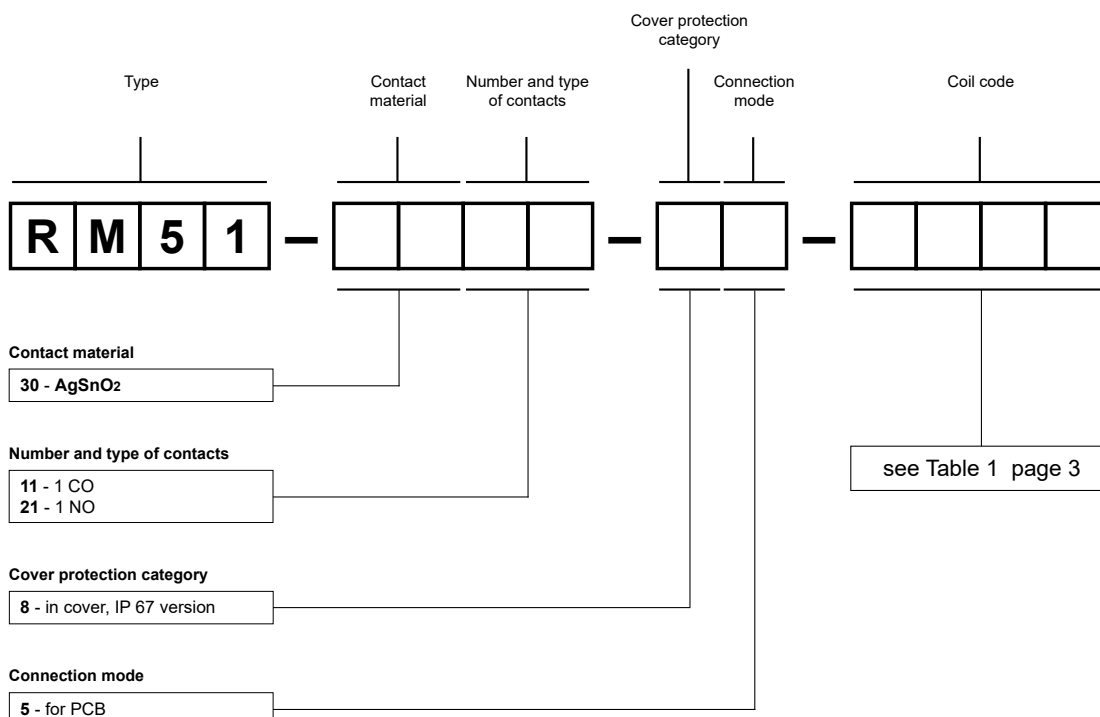 Cover protection
category
Type
Contact
material
Number and type
of contacts
Connection
mode
Coil code
R M 5 1 – – –
Contact material
30 - AgSnO2
Number and type of contacts
11 - 1 CO
21 - 1 NO
see Table 1 page 3
Cover protection category
8 - in cover, IP 67 version
Connection mode
5 - for PCB